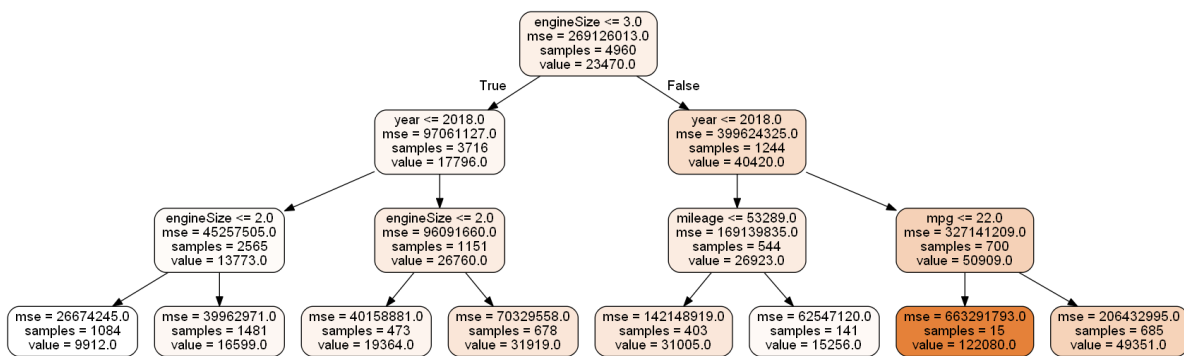 engineSize <= 3.0
mse = 269126013.0
samples = 4960
value = 23470.0
True
False
year <= 2018.0
mse = 97061127.0
samples = 3716
value = 17796.0
year <= 2018.0
mse = 399624325.0
samples = 1244
value = 40420.0
engineSize <= 2.0
mse = 45257505.0
samples = 2565
value = 13773.0
engineSize <= 2.0
mse = 96091660.0
samples = 1151
value = 26760.0
mileage <= 53289.0
mse = 169139835.0
samples = 544
value = 26923.0
mpg <= 22.0
mse = 327141209.0
samples = 700
value = 50909.0
mse = 26674245.0
samples = 1084
value = 9912.0
mse = 39962971.0
samples = 1481
value = 16599.0
mse = 40158881.0
samples = 473
value = 19364.0
mse = 70329558.0
samples = 678
value = 31919.0
mse = 142148919.0
samples = 403
value = 31005.0
mse = 62547120.0
samples = 141
value = 15256.0
mse = 663291793.0
samples = 15
value = 122080.0
mse = 206432995.0
samples = 685
value = 49351.0